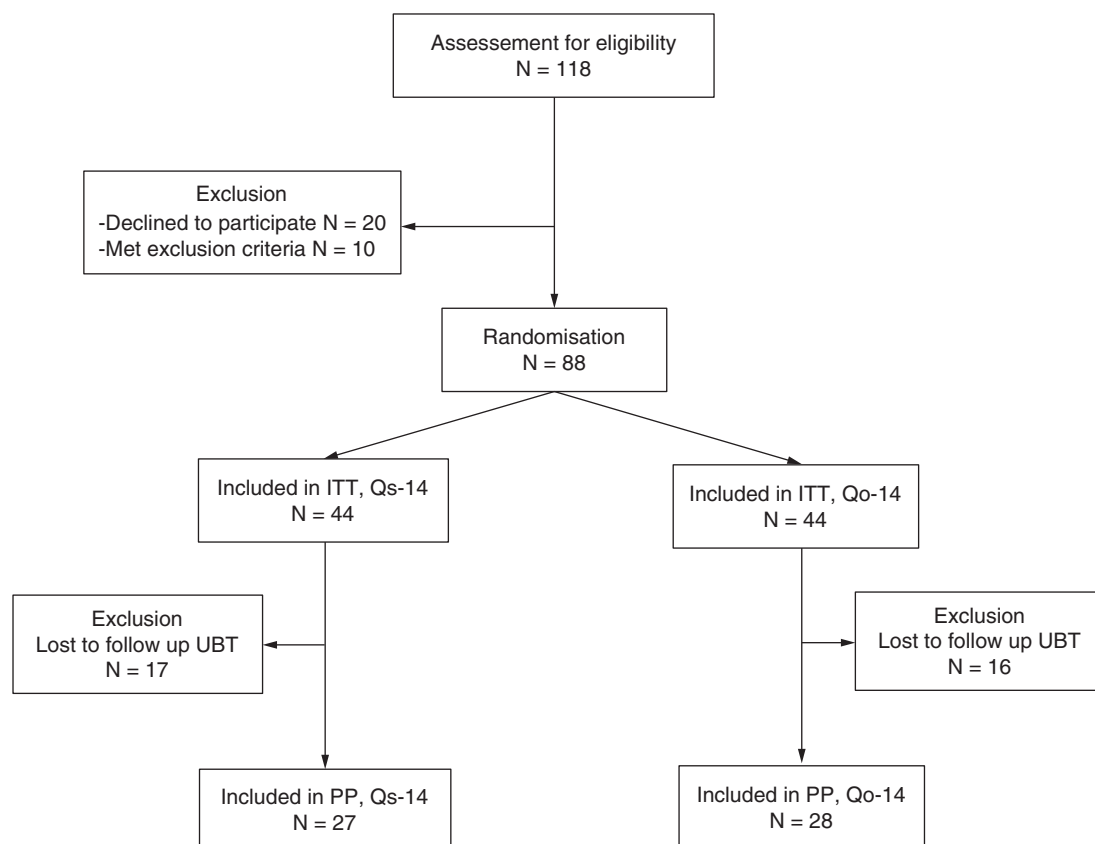 Assessement for eligibility
N = 118
Exclusion
-Declined to participate N = 20
-Met exclusion criteria N = 10
Randomisation
N = 88
Included in ITT, Qs-14
N = 44
Included in ITT, Qo-14
N = 44
Exclusion
Lost to follow up UBT
N = 17
Exclusion
Lost to follow up UBT
N = 16
Included in PP, Qs-14
N = 27
Included in PP, Qo-14
N = 28